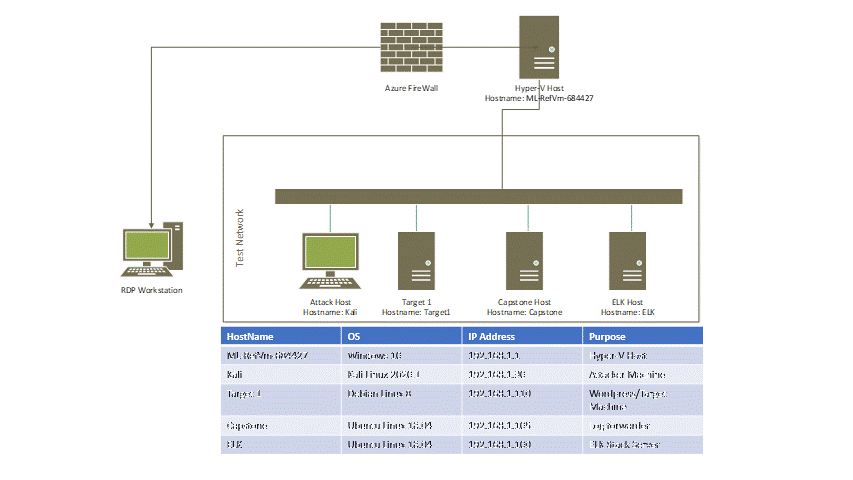 Azure FireWall
Hyper-V Host
Hostname: ML-RefVm-684427
Test Network
RDP Workstation
Attack Host
Hostname: Kali
Target 1
Hostname: Target1
Capstone Host
Hostname: Capstone
ELK Host
Hostname: ELK
HostName OS IP Address Purpose
ML-RefVm-684427 Windows 10 192.168.1.1 Hyper-V Host
Kali Kali Linux 2020.1 192.168.1.90 Attacker Machine
Target 1 Debian Linux 8 192.168.1.110 Wordpress/Target
Machine
Capstone Ubuntu Linux 18.04 192.168.1.105 Log forwarder
ELK Ubuntu Linux 18.04 192.168.1.100 ELK Stack Server